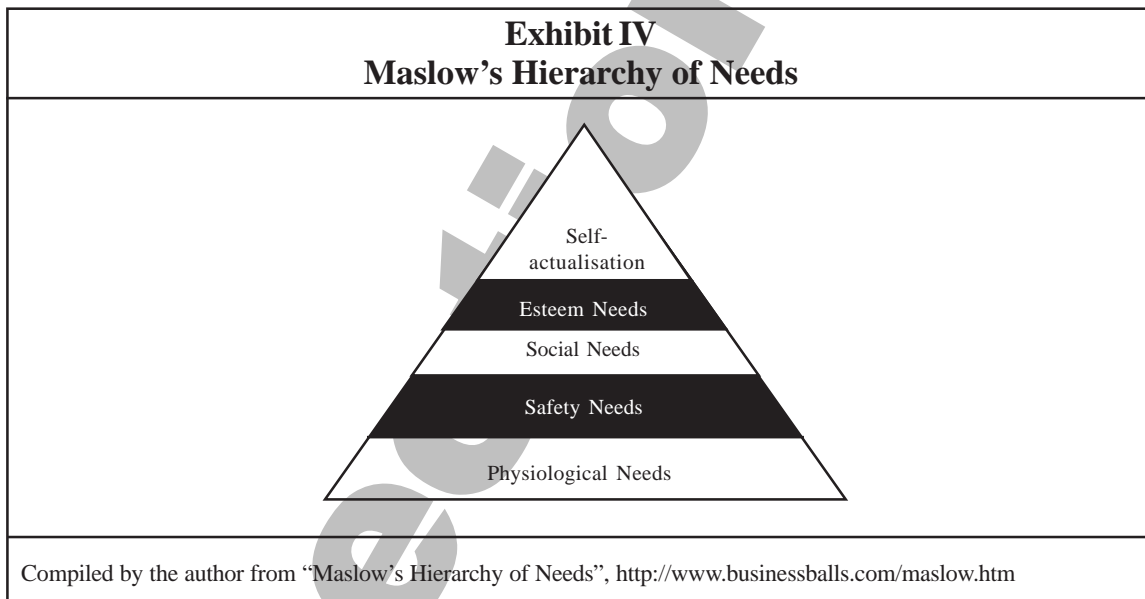 Exhibit IV
Maslow’s Hierarchy of Needs
Self-
actualisation
Esteem Needs
Social Needs
Safety Needs
Physiological Needs
Compiled by the author from “Maslow’s Hierarchy of Needs”, http://www.businessballs.com/maslow.htm